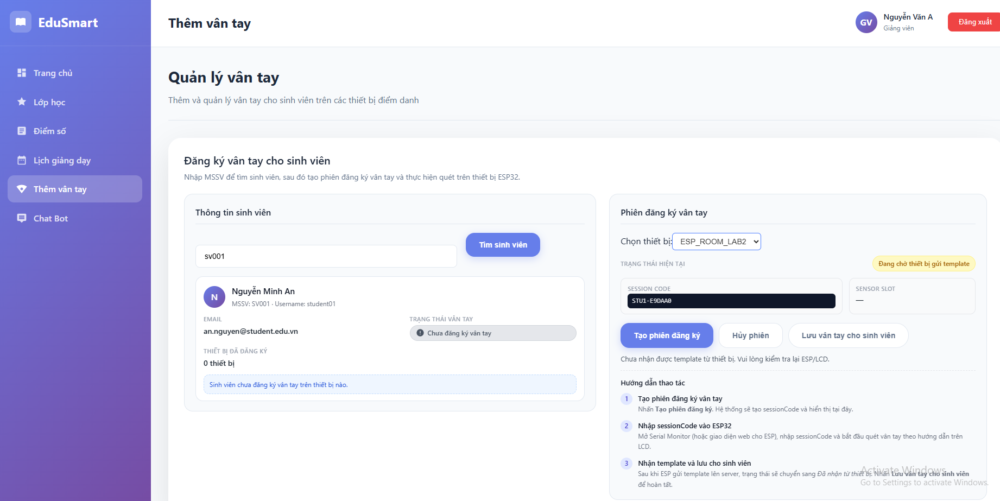 EduSmart
Trang chủ
Lớp học
Điểm số
Lịch giảng dạy
Thêm vân tay
Chat Bot
Thêm vân tay
GV
Nguyễn Văn A
Giảng viên
Đăng xuất
Quản lý vân tay
Thêm và quản lý vân tay cho sinh viên trên các thiết bị điểm danh
Đăng ký vân tay cho sinh viên
Nhập MSSV để tìm sinh viên, sau đó tạo phiên đăng ký vân tay và thực hiện quét trên thiết bị ESP32.
Thông tin sinh viên
sv001
Tìm sinh viên
N
Nguyễn Minh An
MSSV: SV001 · Username: student01
EMAIL
an.nguyen@student.edu.vn
TRẠNG THÁI VÂN TAY
Chưa đăng ký vân tay
THIẾT BỊ ĐÃ ĐĂNG KÝ
0 thiết bị
Sinh viên chưa đăng ký vân tay trên thiết bị nào.
Phiên đăng ký vân tay
Chọn thiết bị: ESP_ROOM_LAB2
TRẠNG THÁI HIỆN TẠI
Đang chờ thiết bị gửi template
SESSION CODE
STU1-E9DAA0
SENSOR SLOT
—
Tạo phiên đăng ký
Hủy phiên
Lưu vân tay cho sinh viên
Chưa nhận được template từ thiết bị. Vui lòng kiểm tra lại ESP/LCD.
Hướng dẫn thao tác
1 Tạo phiên đăng ký vân tay
Nhấn Tạo phiên đăng ký. Hệ thống sẽ tạo sessionCode và hiển thị tại đây.
2 Nhập sessionCode vào ESP32
Mở Serial Monitor (hoặc giao diện web cho ESP), nhập sessionCode và bắt đầu quét vân tay theo hướng dẫn trên
LCD.
3 Nhận template và lưu cho sinh viên
Sau khi ESP gửi template lên server, trạng thái sẽ chuyển sang Đã nhận từ thiết bị. Nhấn Lưu vân tay cho sinh viên
để hoàn tất.
Activate Windows
Go to Settings to activate Windows.